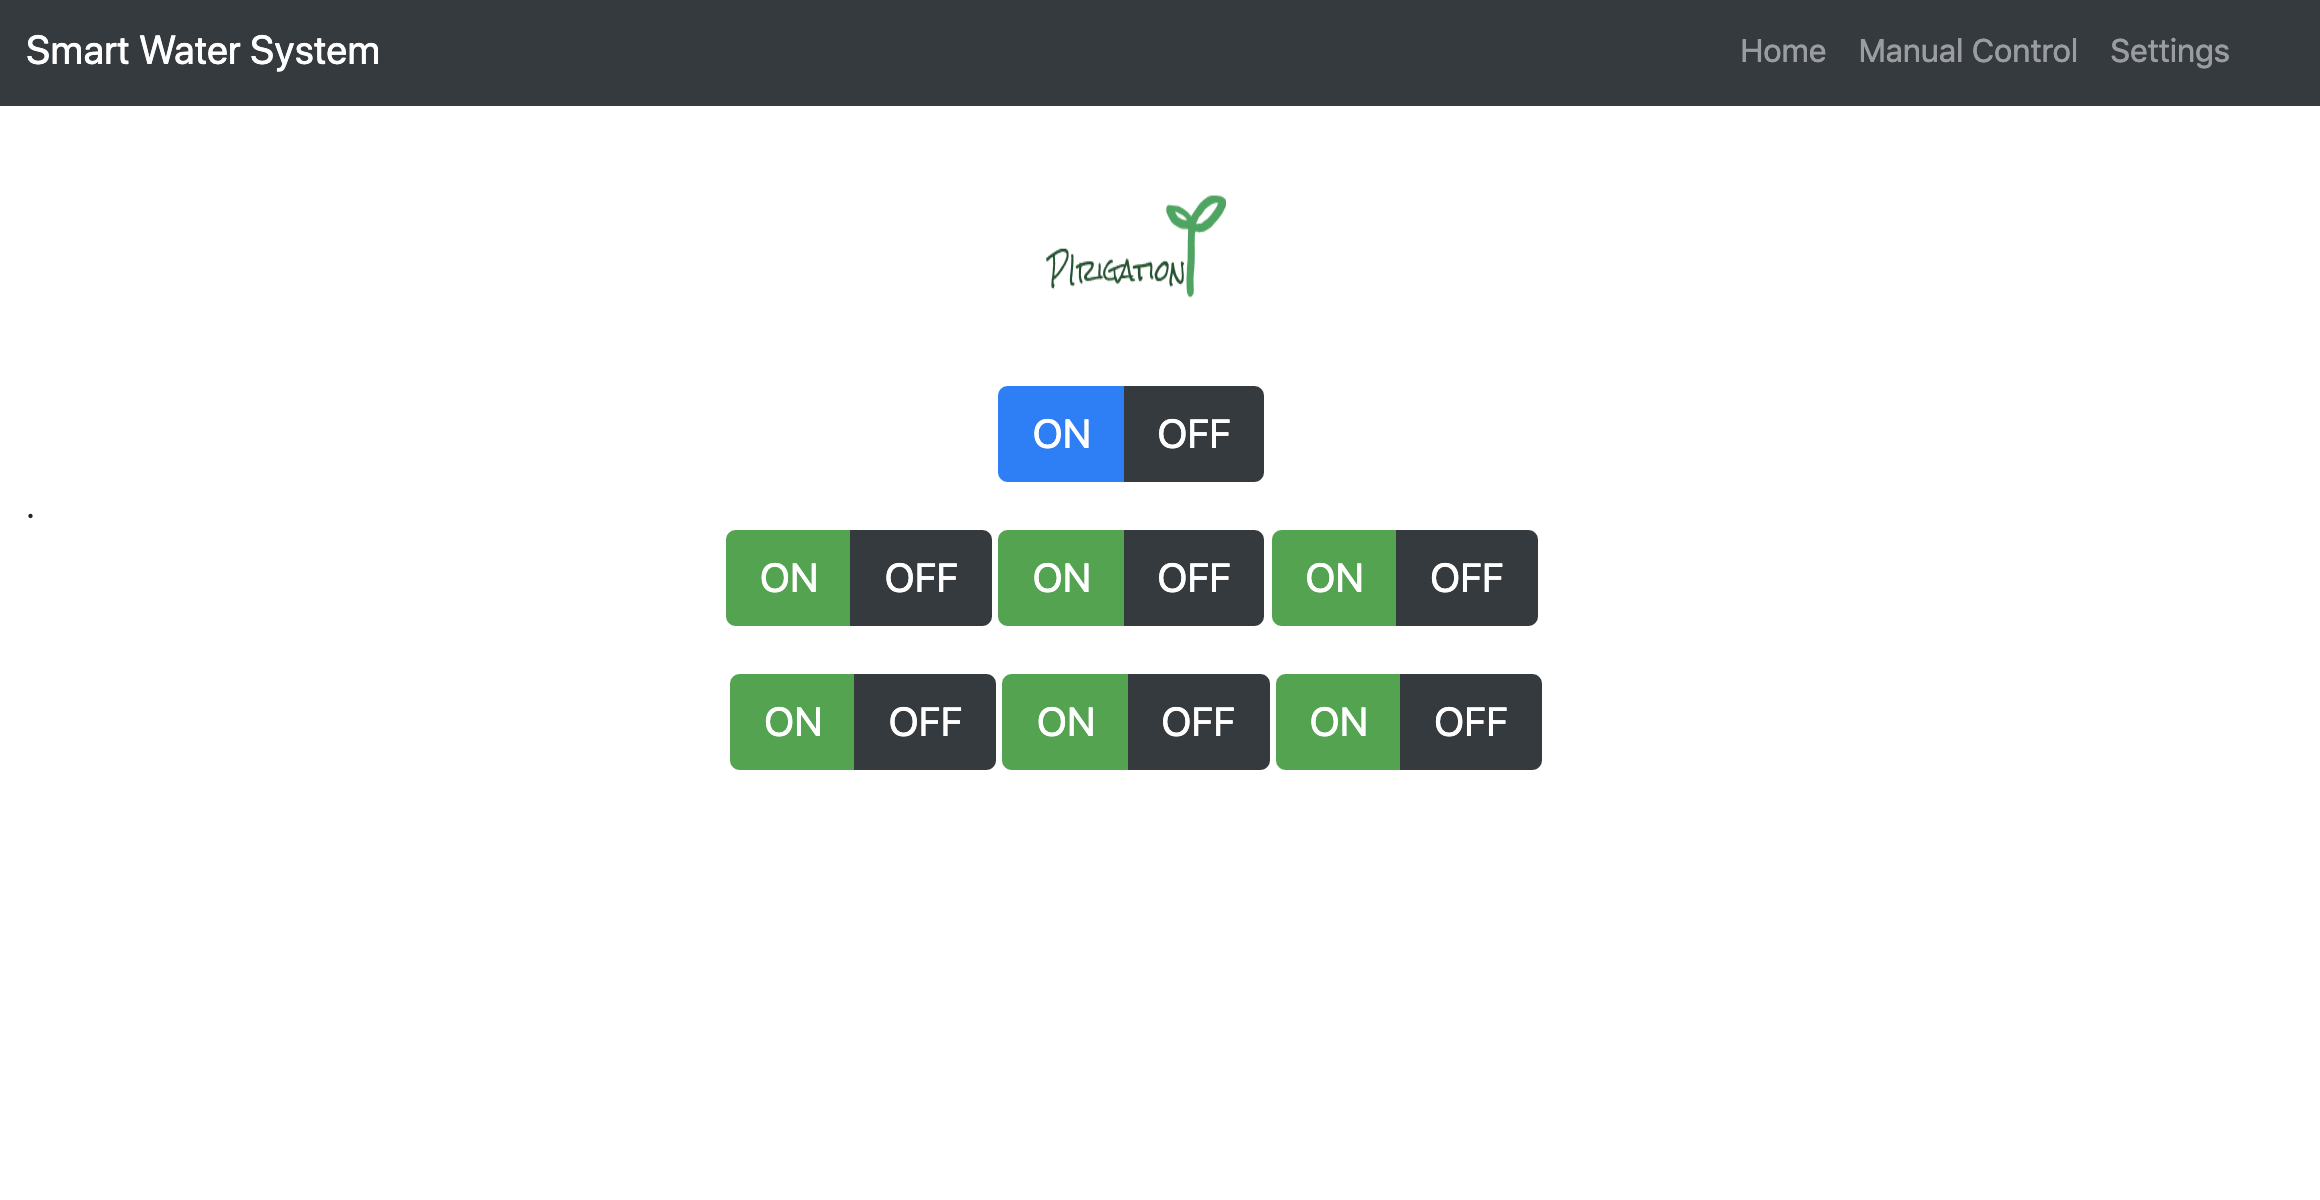 Smart Water System Home Manual Control Settings
PIRIGATION
ON OFF
.
ON OFF ON OFF ON OFF
ON OFF ON OFF ON OFF